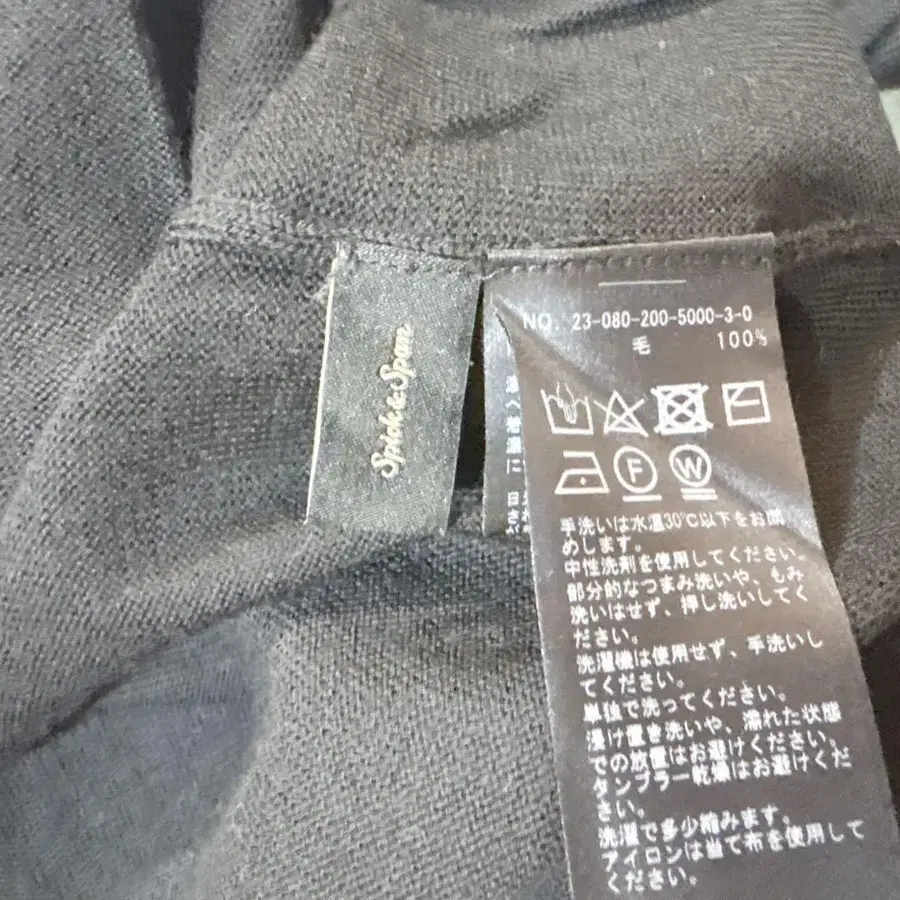 Spick & Span
NO. 23-080-200-5000-3-0
毛 100%
F W
手洗いは水温30℃以下をお勧
めします。
中性洗剤を使用してください。
部分的なつまみ洗いや、もみ
洗いはせず、押し洗いしてく
ださい。
洗濯機は使用せず、手洗いし
てください。
単独で洗ってください。
浸け置き洗いや、濡れた状態
での放置はお避けください。
タンブラー乾燥はお避けくだ
さい。
洗濯で多少縮みます。
アイロンは当て布を使用して
ください。